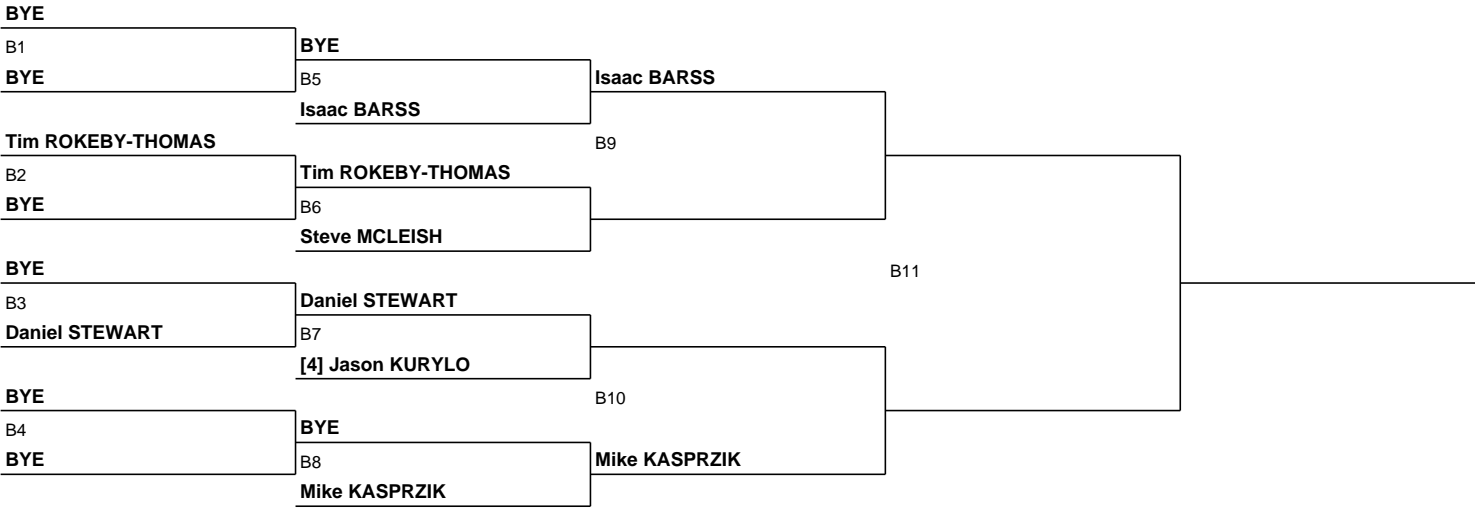 BYE
B1
BYE
BYE
B5
Isaac BARSS
Isaac BARSS
Tim ROKEBY-THOMAS
B9
B2
Tim ROKEBY-THOMAS
BYE
B6
Steve MCLEISH
BYE
B11
B3
Daniel STEWART
Daniel STEWART
B7
[4] Jason KURYLO
BYE
B10
B4
BYE
BYE
B8
Mike KASPRZIK
Mike KASPRZIK